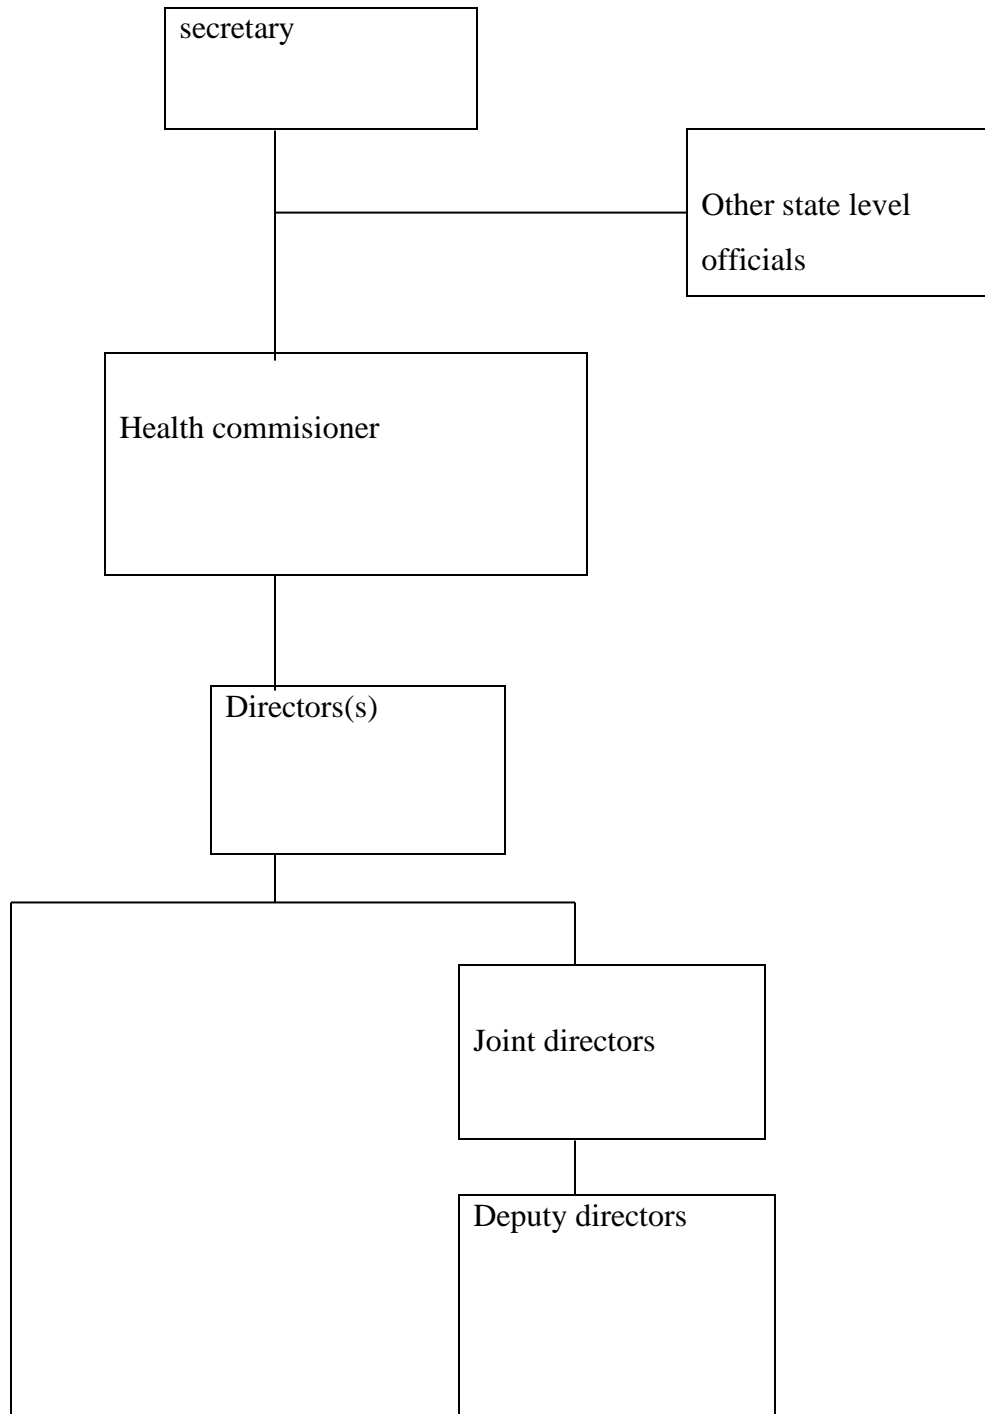 secretary
Other state level
officials
Health commisioner
Directors(s)
Joint directors
Deputy directors